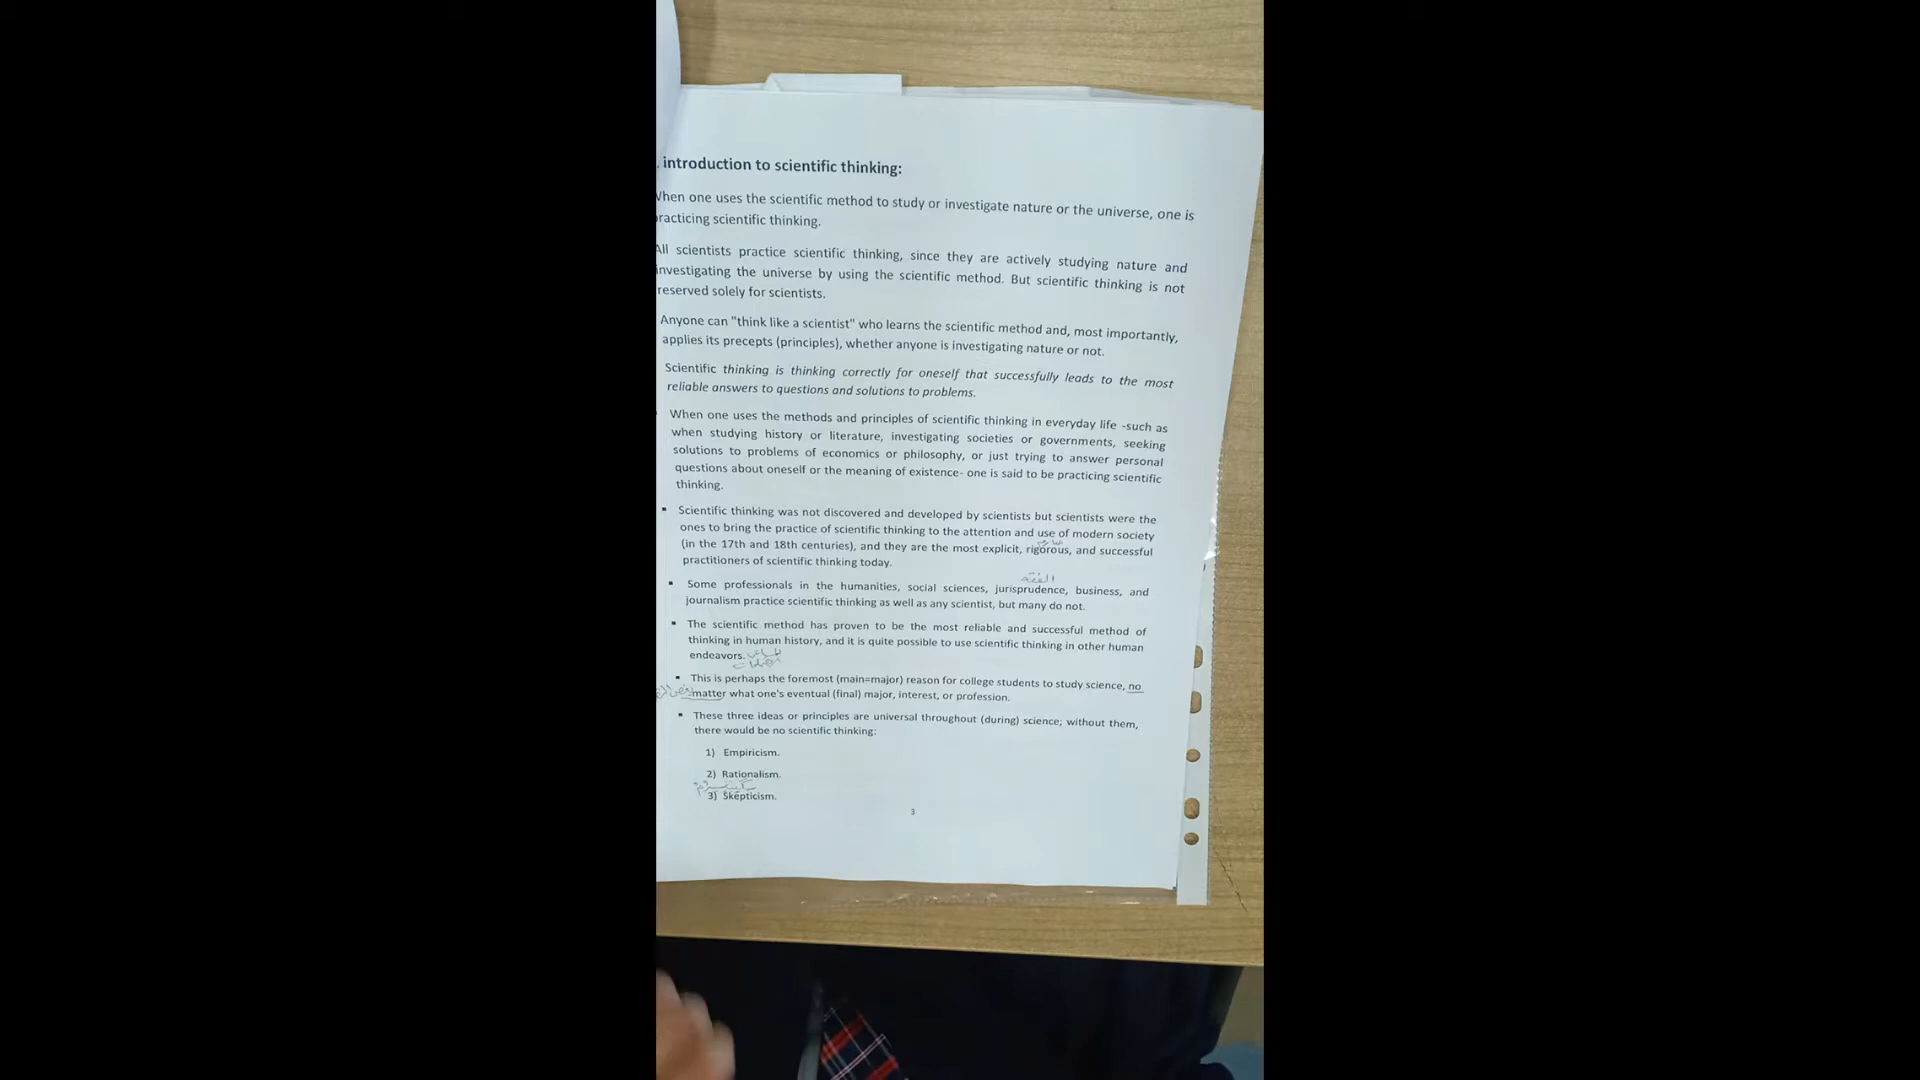 introduction to scientific thinking:
When one uses the scientific method to study or investigate nature or the universe, one is
practicing scientific thinking.
All scientists practice scientific thinking, since they are actively studying nature and
investigating the universe by using the scientific method. But scientific thinking is not
reserved solely for scientists.
Anyone can "think like a scientist" who learns the scientific method and, most importantly,
applies its precepts (principles), whether anyone is investigating nature or not.
Scientific thinking is thinking correctly for oneself that successfully leads to the most
reliable answers to questions and solutions to problems.
When one uses the methods and principles of scientific thinking in everyday life -such as
when studying history or literature, investigating societies or governments, seeking
solutions to problems of economics or philosophy, or just trying to answer personal
questions about oneself or the meaning of existence- one is said to be practicing scientific
thinking.
▪ Scientific thinking was not discovered and developed by scientists but scientists were the
ones to bring the practice of scientific thinking to the attention and use of modern society
(in the 17th and 18th centuries), and they are the most explicit, rigorous, and successful
practitioners of scientific thinking today.
الفقه
▪ Some professionals in the humanities, social sciences, jurisprudence, business, and
journalism practice scientific thinking as well as any scientist, but many do not.
▪ The scientific method has proven to be the most reliable and successful method of
thinking in human history, and it is quite possible to use scientific thinking in other human
endeavors.
▪ This is perhaps the foremost (main=major) reason for college students to study science, no
matter what one's eventual (final) major, interest, or profession.
▪ These three ideas or principles are universal throughout (during) science; without them,
there would be no scientific thinking:
1) Empiricism.
2) Rationalism.
3) Skepticism.
3